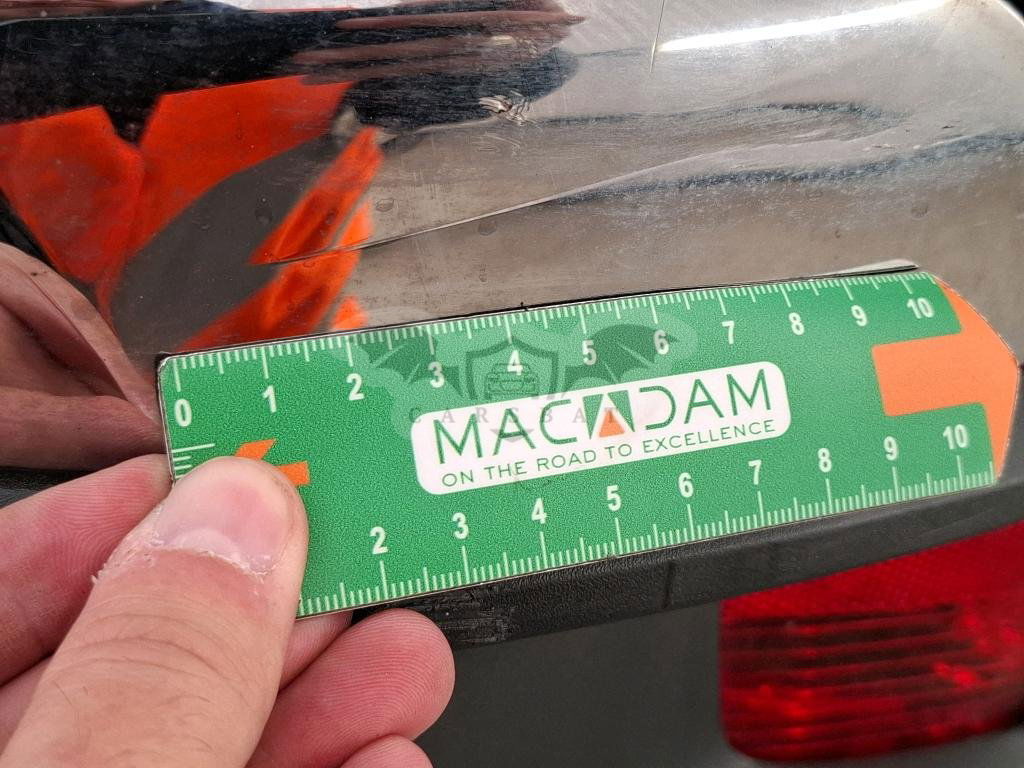 0 1 2 3 4 5 6 7 8 9 10
CARSBAT
MACADAM
ON THE ROAD TO EXCELLENCE
2 3 4 5 6 7 8 9 10